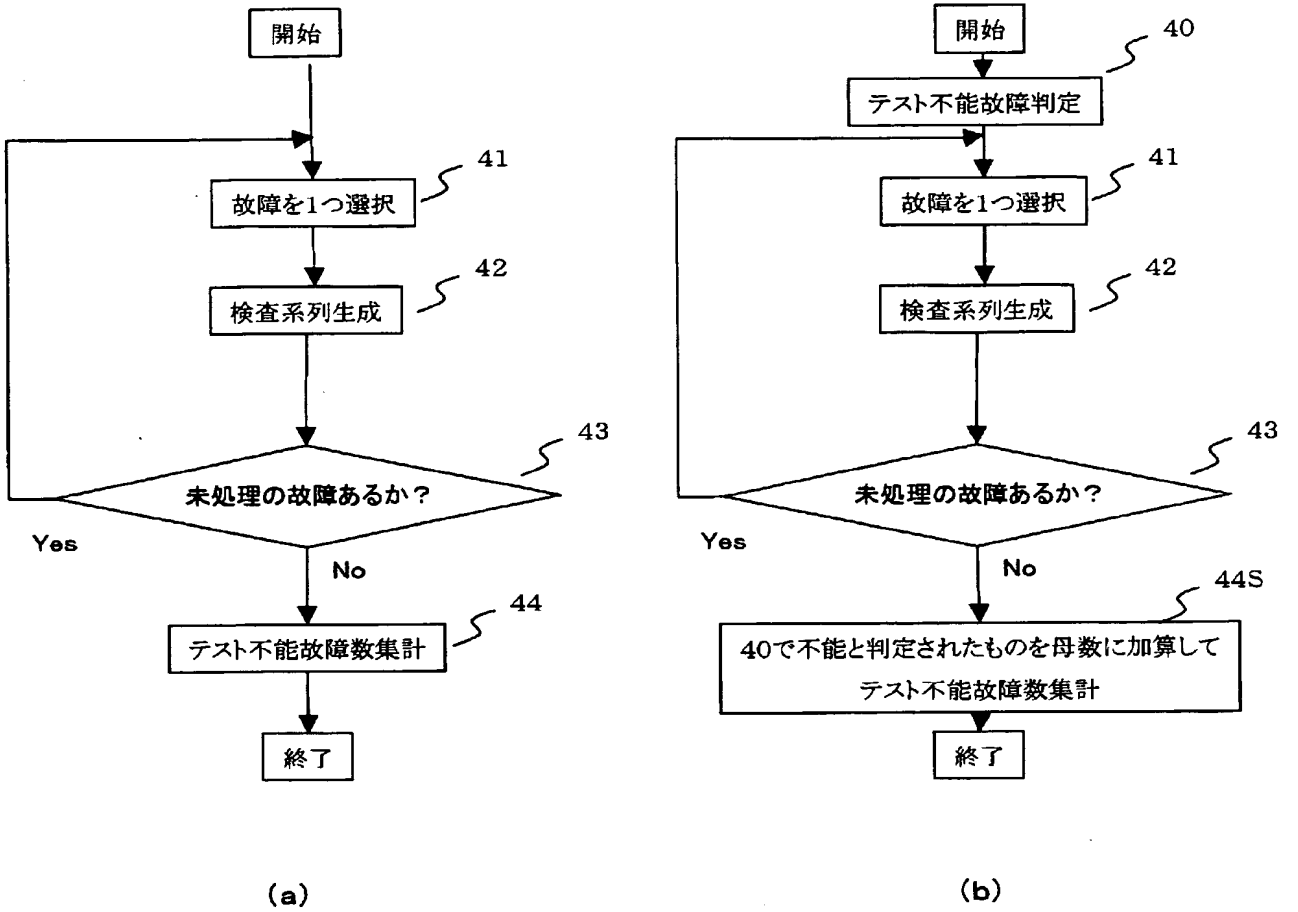 開始
41
故障を1つ選択
42
検査系列生成
43
未処理の故障あるか?
Yes
No
44
テスト不能故障数集計
終了
(a)
開始
40
テスト不能故障判定
41
故障を1つ選択
42
検査系列生成
43
未処理の故障あるか?
Yes
No
44S
40で不能と判定されたものを母数に加算して
テスト不能故障数集計
終了
(b)